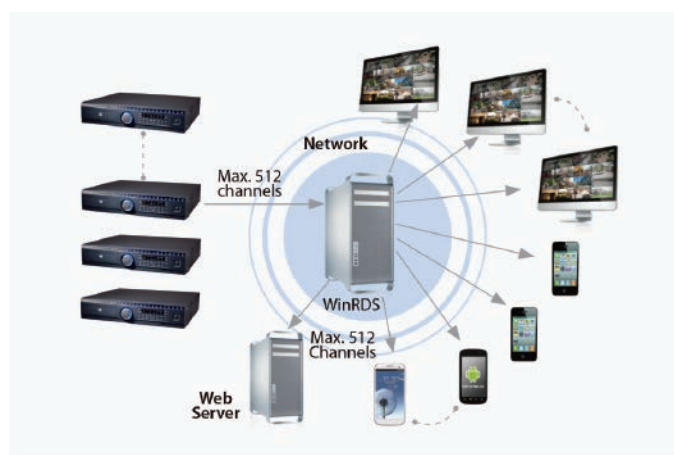 Network
Max. 512
channels
WinRDS
Max. 512
Channels
Web
Server